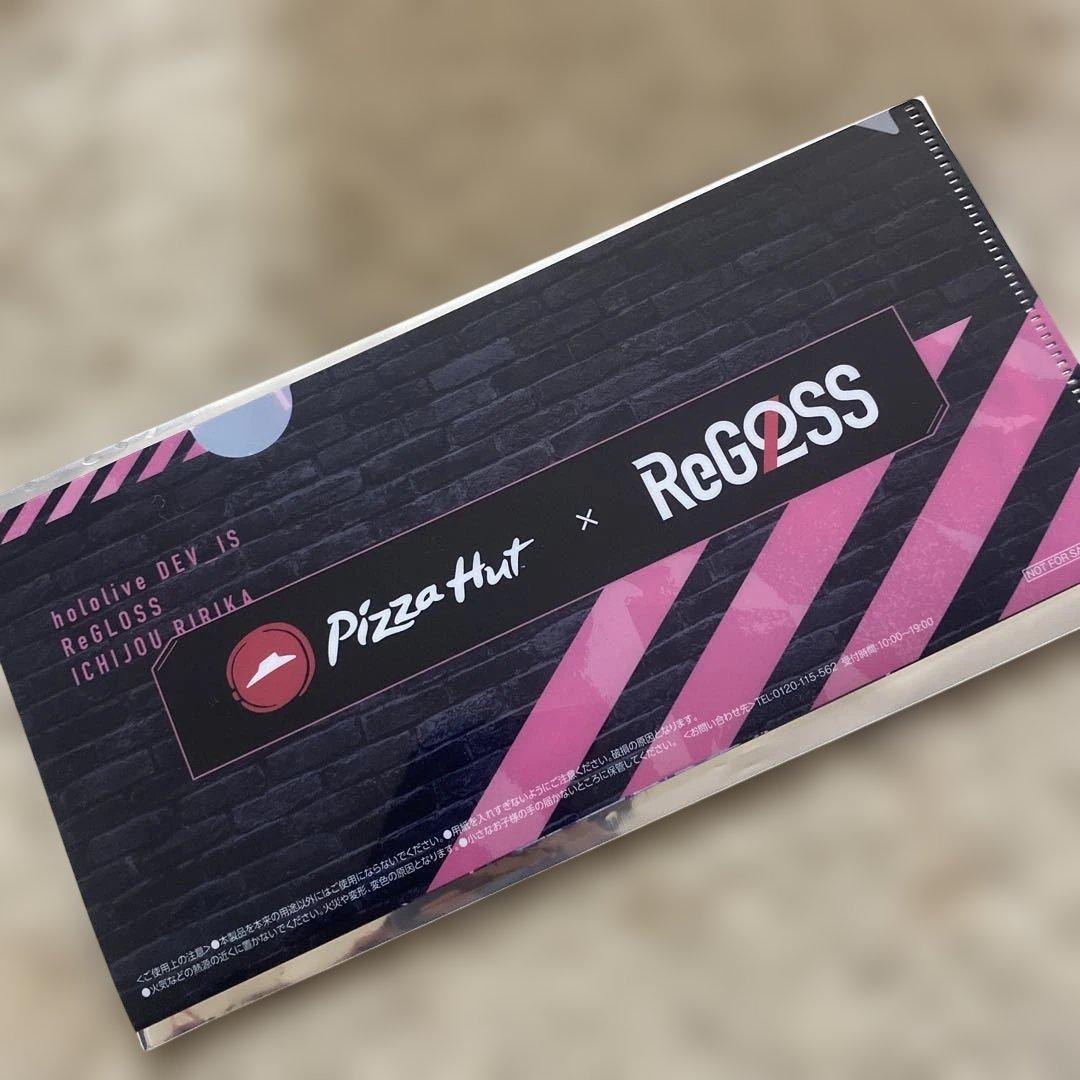 hololive DEV_IS
ReGLOSS
ICHIJOU RIRIKA
Pizza Hut × ReGLOSS
NOT FOR SA
<ご使用上の注意>●本製品を本来の用途以外にはご使用にならないでください。●用紙を入れすぎないようにご注意ください。破損の原因となります。
●火気などの熱源の近くに置かないでください。火災や変形、変色の原因となります。●小さなお子様の手の届かないところに保管してください。 <お問い合わせ先>TEL:0120-115-562 受付時間:10:00~19:00